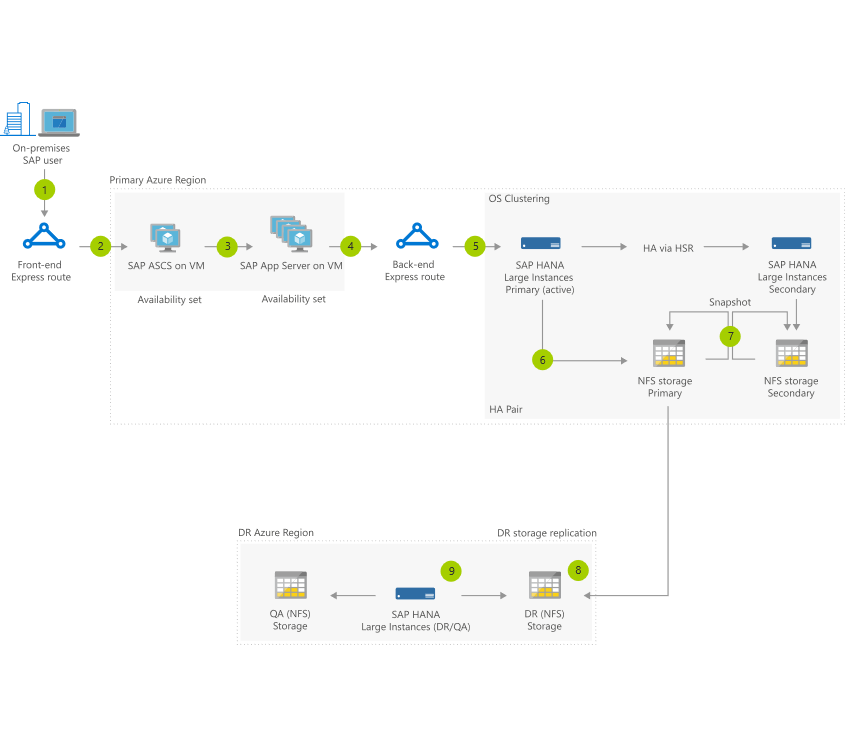 On-premises
SAP user
1
Primary Azure Region
OS Clustering
2
3
4
5
Front-end
Express route
SAP ASCS on VM
SAP App Server on VM
Back-end
Express route
SAP HANA
Large Instances
Primary (active)
HA via HSR
SAP HANA
Large Instances
Secondary
Availability set
Availability set
Snapshot
6
7
NFS storage
Primary
NFS storage
Secondary
HA Pair
DR Azure Region
DR storage replication
9
8
QA (NFS)
Storage
SAP HANA
Large Instances (DR/QA)
DR (NFS)
Storage